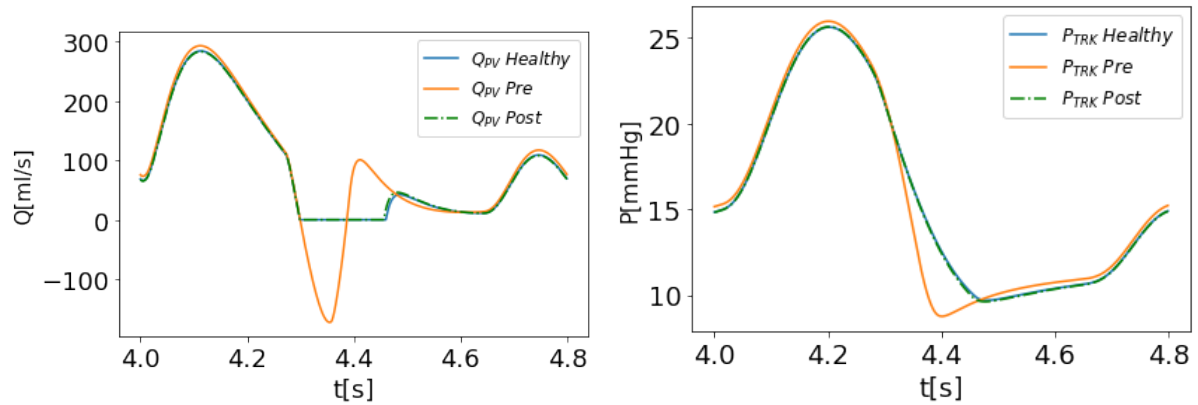 Q[ml/s]
300
200
100
0
−100
4.0
4.2
4.4
4.6
4.8
t[s]
Q_PV Healthy
Q_PV Pre
Q_PV Post
P[mmHg]
25
20
15
10
4.0
4.2
4.4
4.6
4.8
t[s]
P_TRK Healthy
P_TRK Pre
P_TRK Post